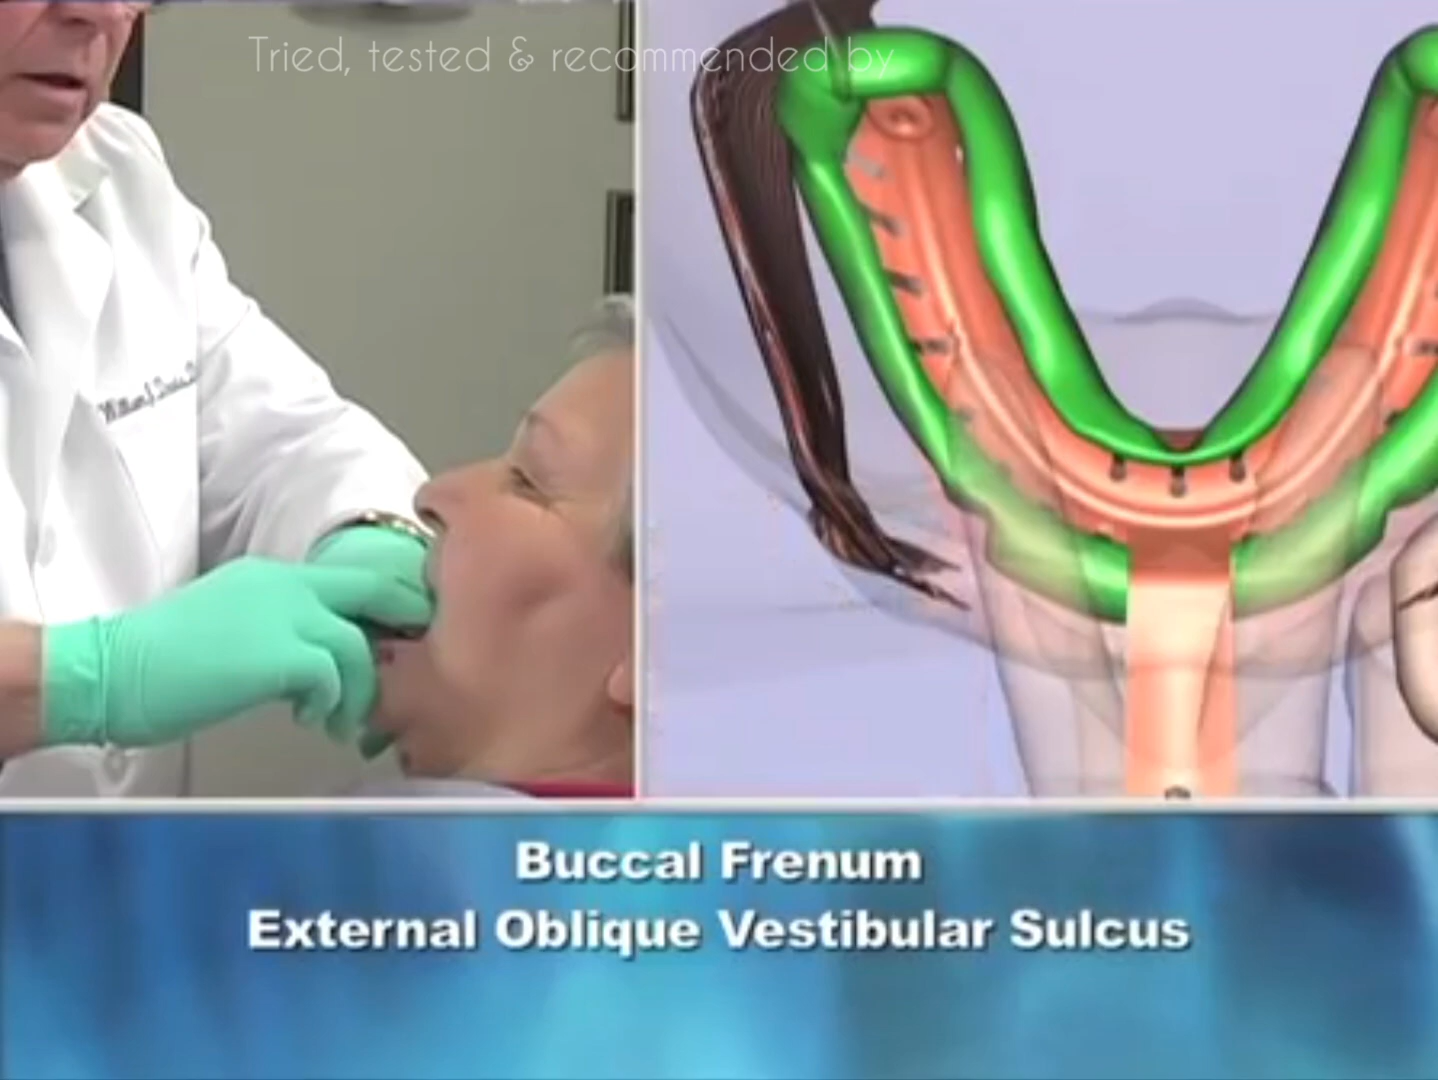 Tried, tested & recommended by
Buccal Frenum
External Oblique Vestibular Sulcus